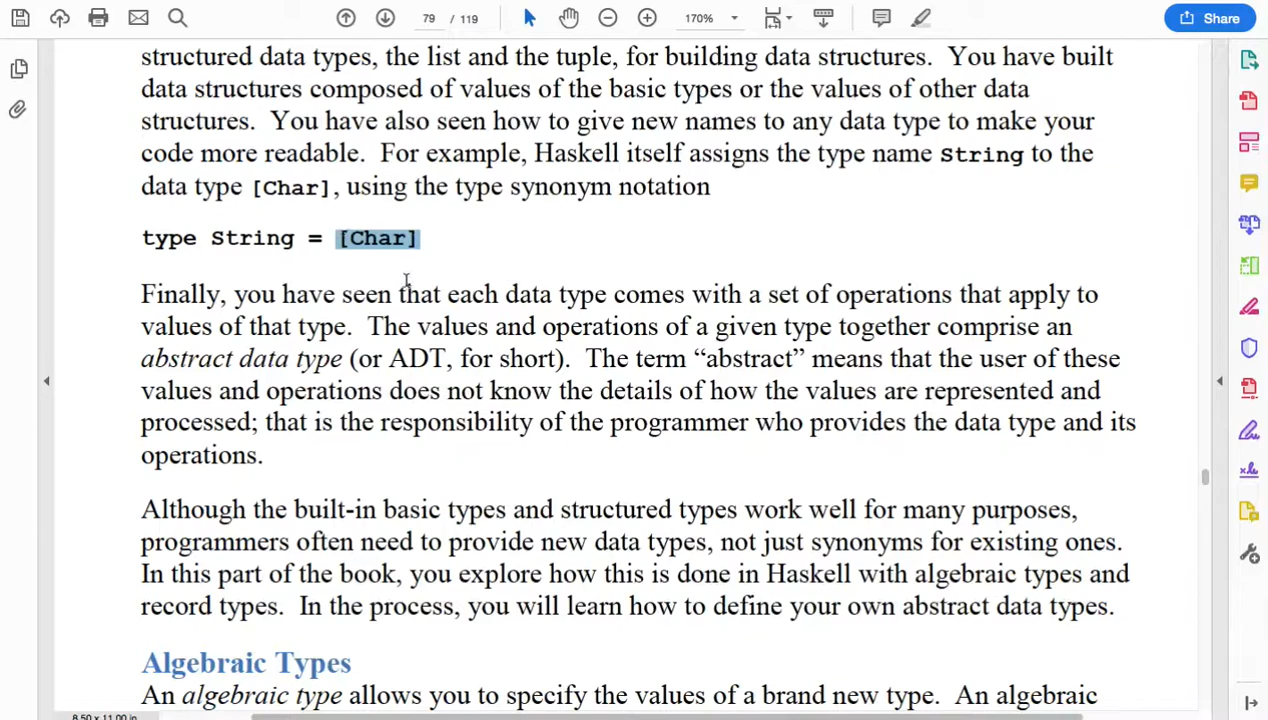 79 / 119
170%
Share
structured data types, the list and the tuple, for building data structures.  You have built
data structures composed of values of the basic types or the values of other data
structures.  You have also seen how to give new names to any data type to make your
code more readable.  For example, Haskell itself assigns the type name String to the
data type [Char], using the type synonym notation
type String = [Char]
Finally, you have seen that each data type comes with a set of operations that apply to
values of that type.  The values and operations of a given type together comprise an
abstract data type (or ADT, for short).  The term “abstract” means that the user of these
values and operations does not know the details of how the values are represented and
processed; that is the responsibility of the programmer who provides the data type and its
operations.
Although the built-in basic types and structured types work well for many purposes,
programmers often need to provide new data types, not just synonyms for existing ones.
In this part of the book, you explore how this is done in Haskell with algebraic types and
record types.  In the process, you will learn how to define your own abstract data types.
Algebraic Types
An algebraic type allows you to specify the values of a brand new type.  An algebraic
8.50 x 11.00 in